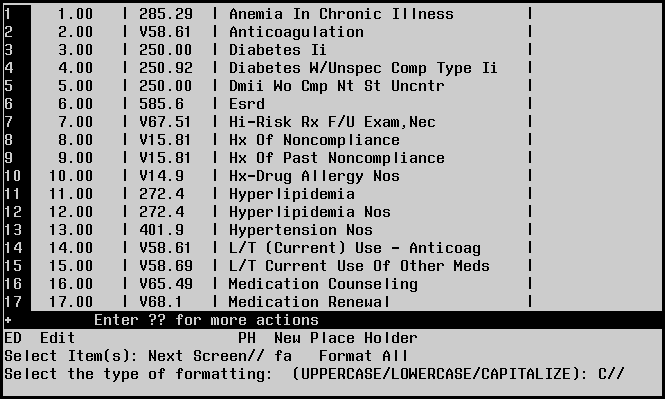 1 1.00 | 285.29 | Anemia In Chronic Illness |
2 2.00 | V58.61 | Anticoagulation |
3 3.00 | 250.00 | Diabetes Ii |
4 4.00 | 250.92 | Diabetes W/Unspec Comp Type Ii |
5 5.00 | 250.00 | Dmii Wo Cmp Nt St Uncntr |
6 6.00 | 585.6 | Esrd |
7 7.00 | V67.51 | Hi-Risk Rx F/U Exam,Nec |
8 8.00 | V15.81 | Hx Of Noncompliance |
9 9.00 | V15.81 | Hx Of Past Noncompliance |
10 10.00 | V14.9 | Hx-Drug Allergy Nos |
11 11.00 | 272.4 | Hyperlipidemia |
12 12.00 | 272.4 | Hyperlipidemia Nos |
13 13.00 | 401.9 | Hypertension Nos |
14 14.00 | V58.61 | L/T (Current) Use - Anticoag |
15 15.00 | V58.69 | L/T Current Use Of Other Meds |
16 16.00 | V65.49 | Medication Counseling |
17 17.00 | V68.1 | Medication Renewal |
+ Enter ?? for more actions
ED Edit PH New Place Holder
Select Item(s): Next Screen// fa Format All
Select the type of formatting: (UPPERCASE/LOWERCASE/CAPITALIZE): C//